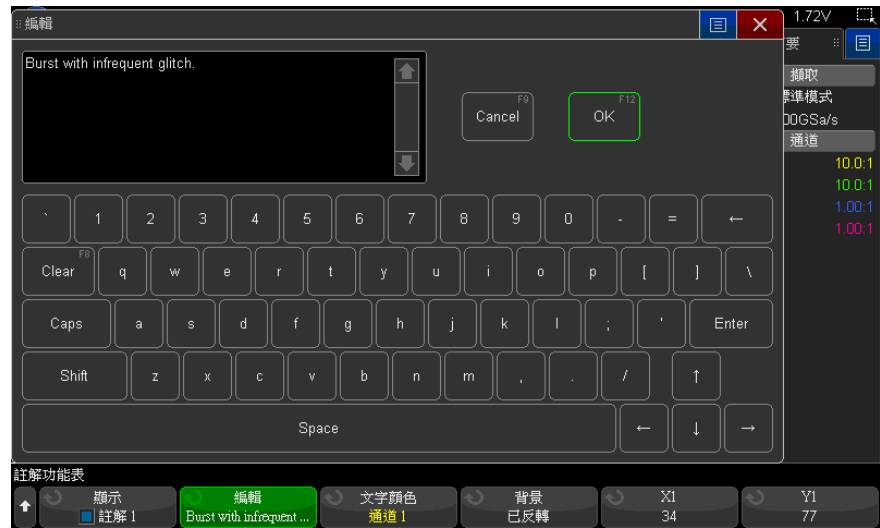 編輯
1.72V
Burst with infrequent glitch.
要
擷取
標準模式
00GSa/s
通道
10.0:1
10.0:1
1.00:1
1.00:1
F9
Cancel
F12
OK
` 1 2 3 4 5 6 7 8 9 0 - = ←
F8
Clear q w e r t y u i o p [ ] \
Caps a s d f g h j k l ; ' Enter
Shift z x c v b n m , . / ↑
Space ← ↓ →
註解功能表
顯示
註解 1
編輯
Burst with infrequent ...
文字顏色
通道 1
背景
已反轉
X1
34
Y1
77